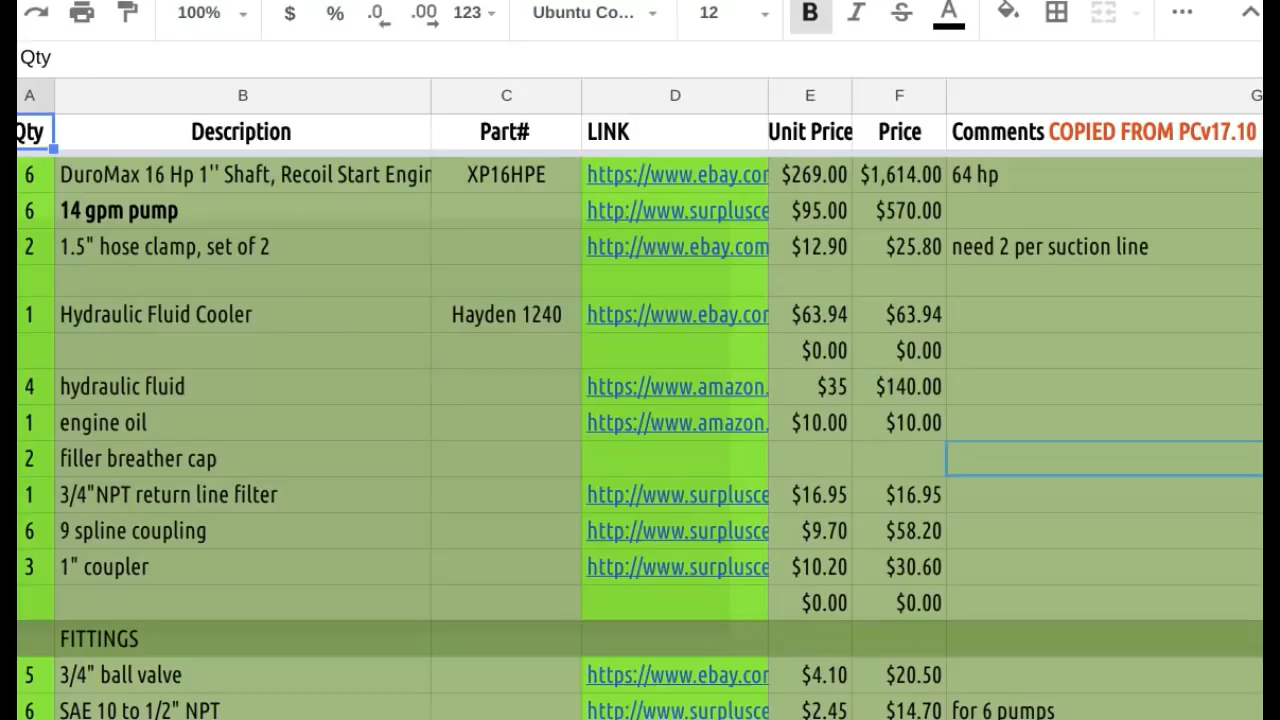 100% $ % .0 .00 123 Ubuntu Co... 12 B I S A ...
Qty
A B C D E F G
Qty Description Part# LINK Unit Price Price Comments COPIED FROM PCv17.10
6 DuroMax 16 Hp 1'' Shaft, Recoil Start Engin XP16HPE https://www.ebay.com $269.00 $1,614.00 64 hp
6 14 gpm pump http://www.surplusce $95.00 $570.00
2 1.5" hose clamp, set of 2 http://www.ebay.com $12.90 $25.80 need 2 per suction line
1 Hydraulic Fluid Cooler Hayden 1240 https://www.ebay.com $63.94 $63.94
$0.00 $0.00
4 hydraulic fluid https://www.amazon. $35 $140.00
1 engine oil https://www.amazon. $10.00 $10.00
2 filler breather cap
1 3/4"NPT return line filter http://www.surplusce $16.95 $16.95
6 9 spline coupling http://www.surplusce $9.70 $58.20
3 1" coupler http://www.surplusce $10.20 $30.60
$0.00 $0.00
FITTINGS
5 3/4" ball valve https://www.ebay.com $4.10 $20.50
6 SAE 10 to 1/2" NPT http://www.surplusce $2.45 $14.70 for 6 pumps